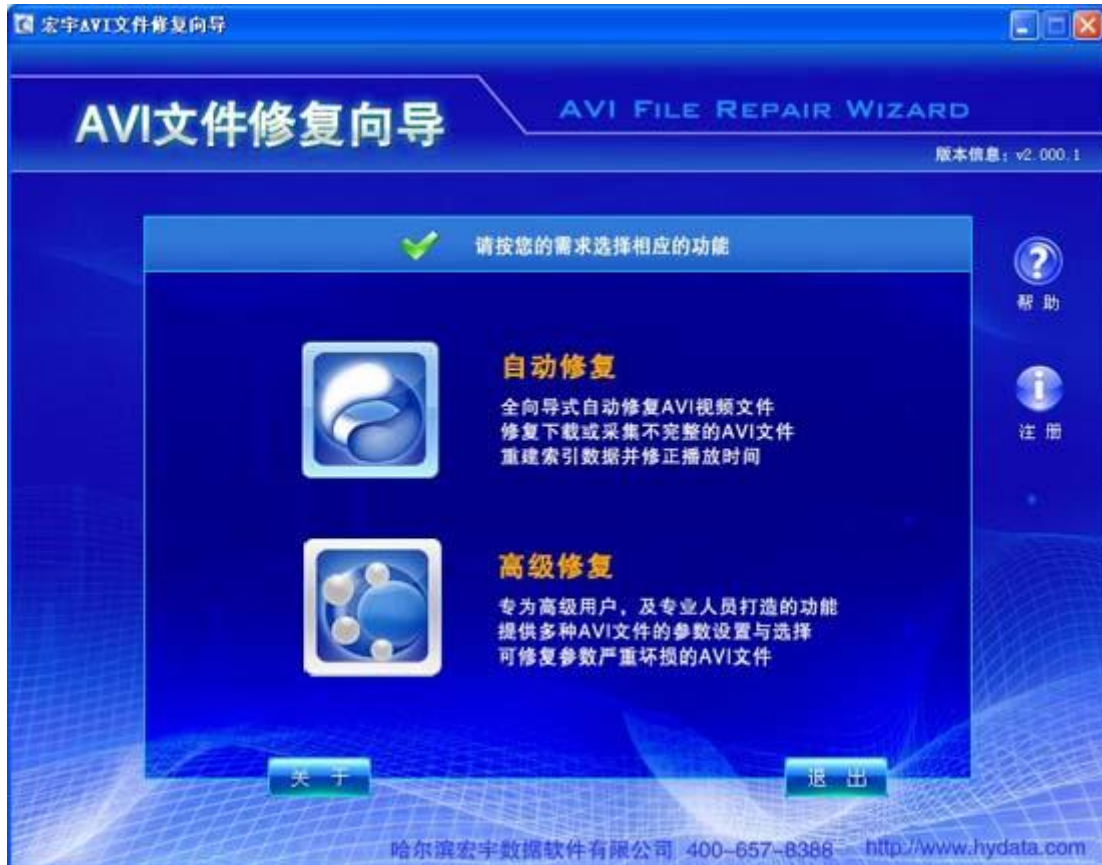 宏宇AVI文件修复向导
AVI文件修复向导
AVI FILE REPAIR WIZARD
版本信息：v2.000.1
请按您的需求选择相应的功能
帮助
自动修复
全向导式自动修复AVI视频文件
修复下载或采集不完整的AVI文件
重建索引数据并修正播放时间
注册
高级修复
专为高级用户，及专业人员打造的功能
提供多种AVI文件的参数设置与选择
可修复参数严重坏损的AVI文件
关于
退出
哈尔滨宏宇数据软件有限公司 400-657-8388 http://www.hydata.com